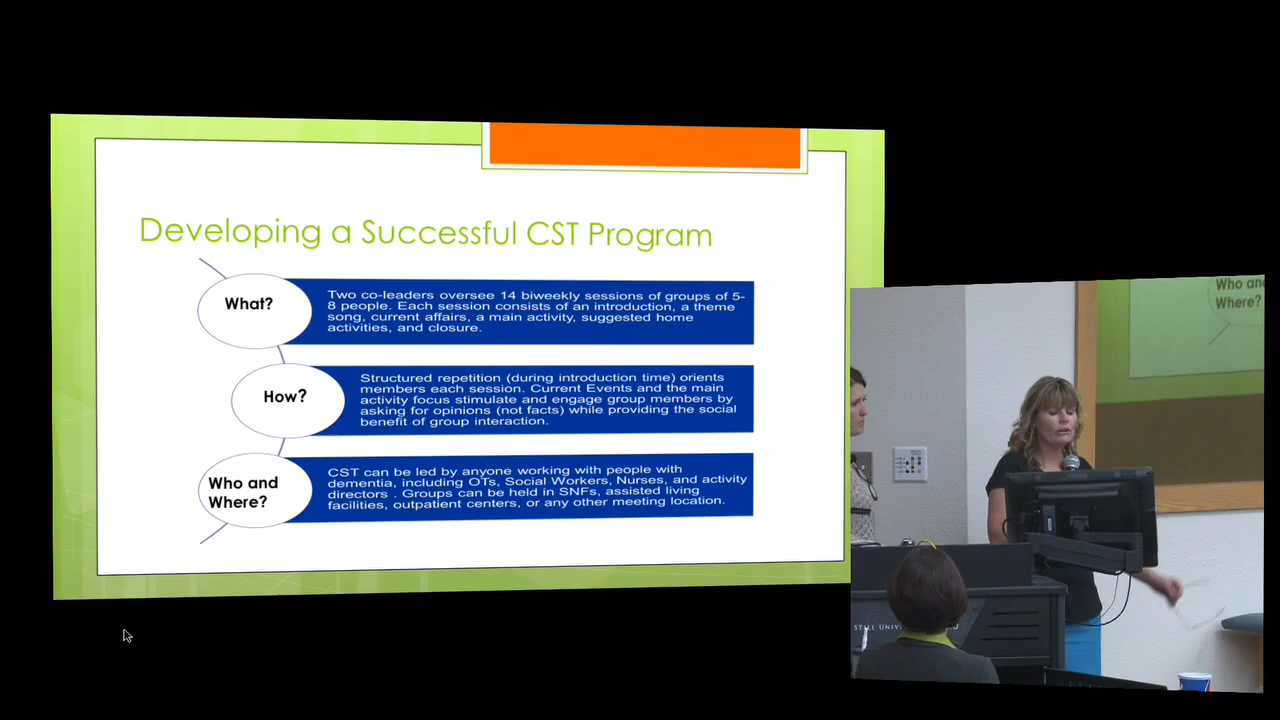 Developing a Successful CST Program
What?
Two co-leaders oversee 14 biweekly sessions of groups of 5-
8 people. Each session consists of an introduction, a theme
song, current affairs, a main activity, suggested home
activities, and closure.
How?
Structured repetition (during introduction time) orients
members each session. Current Events and the main
activity focus stimulate and engage group members by
asking for opinions (not facts) while providing the social
benefit of group interaction.
Who and
Where?
CST can be led by anyone working with people with
dementia, including OTs, Social Workers, Nurses, and activity
directors . Groups can be held in SNFs, assisted living
facilities, outpatient centers, or any other meeting location.
Who and
Where?
STILL